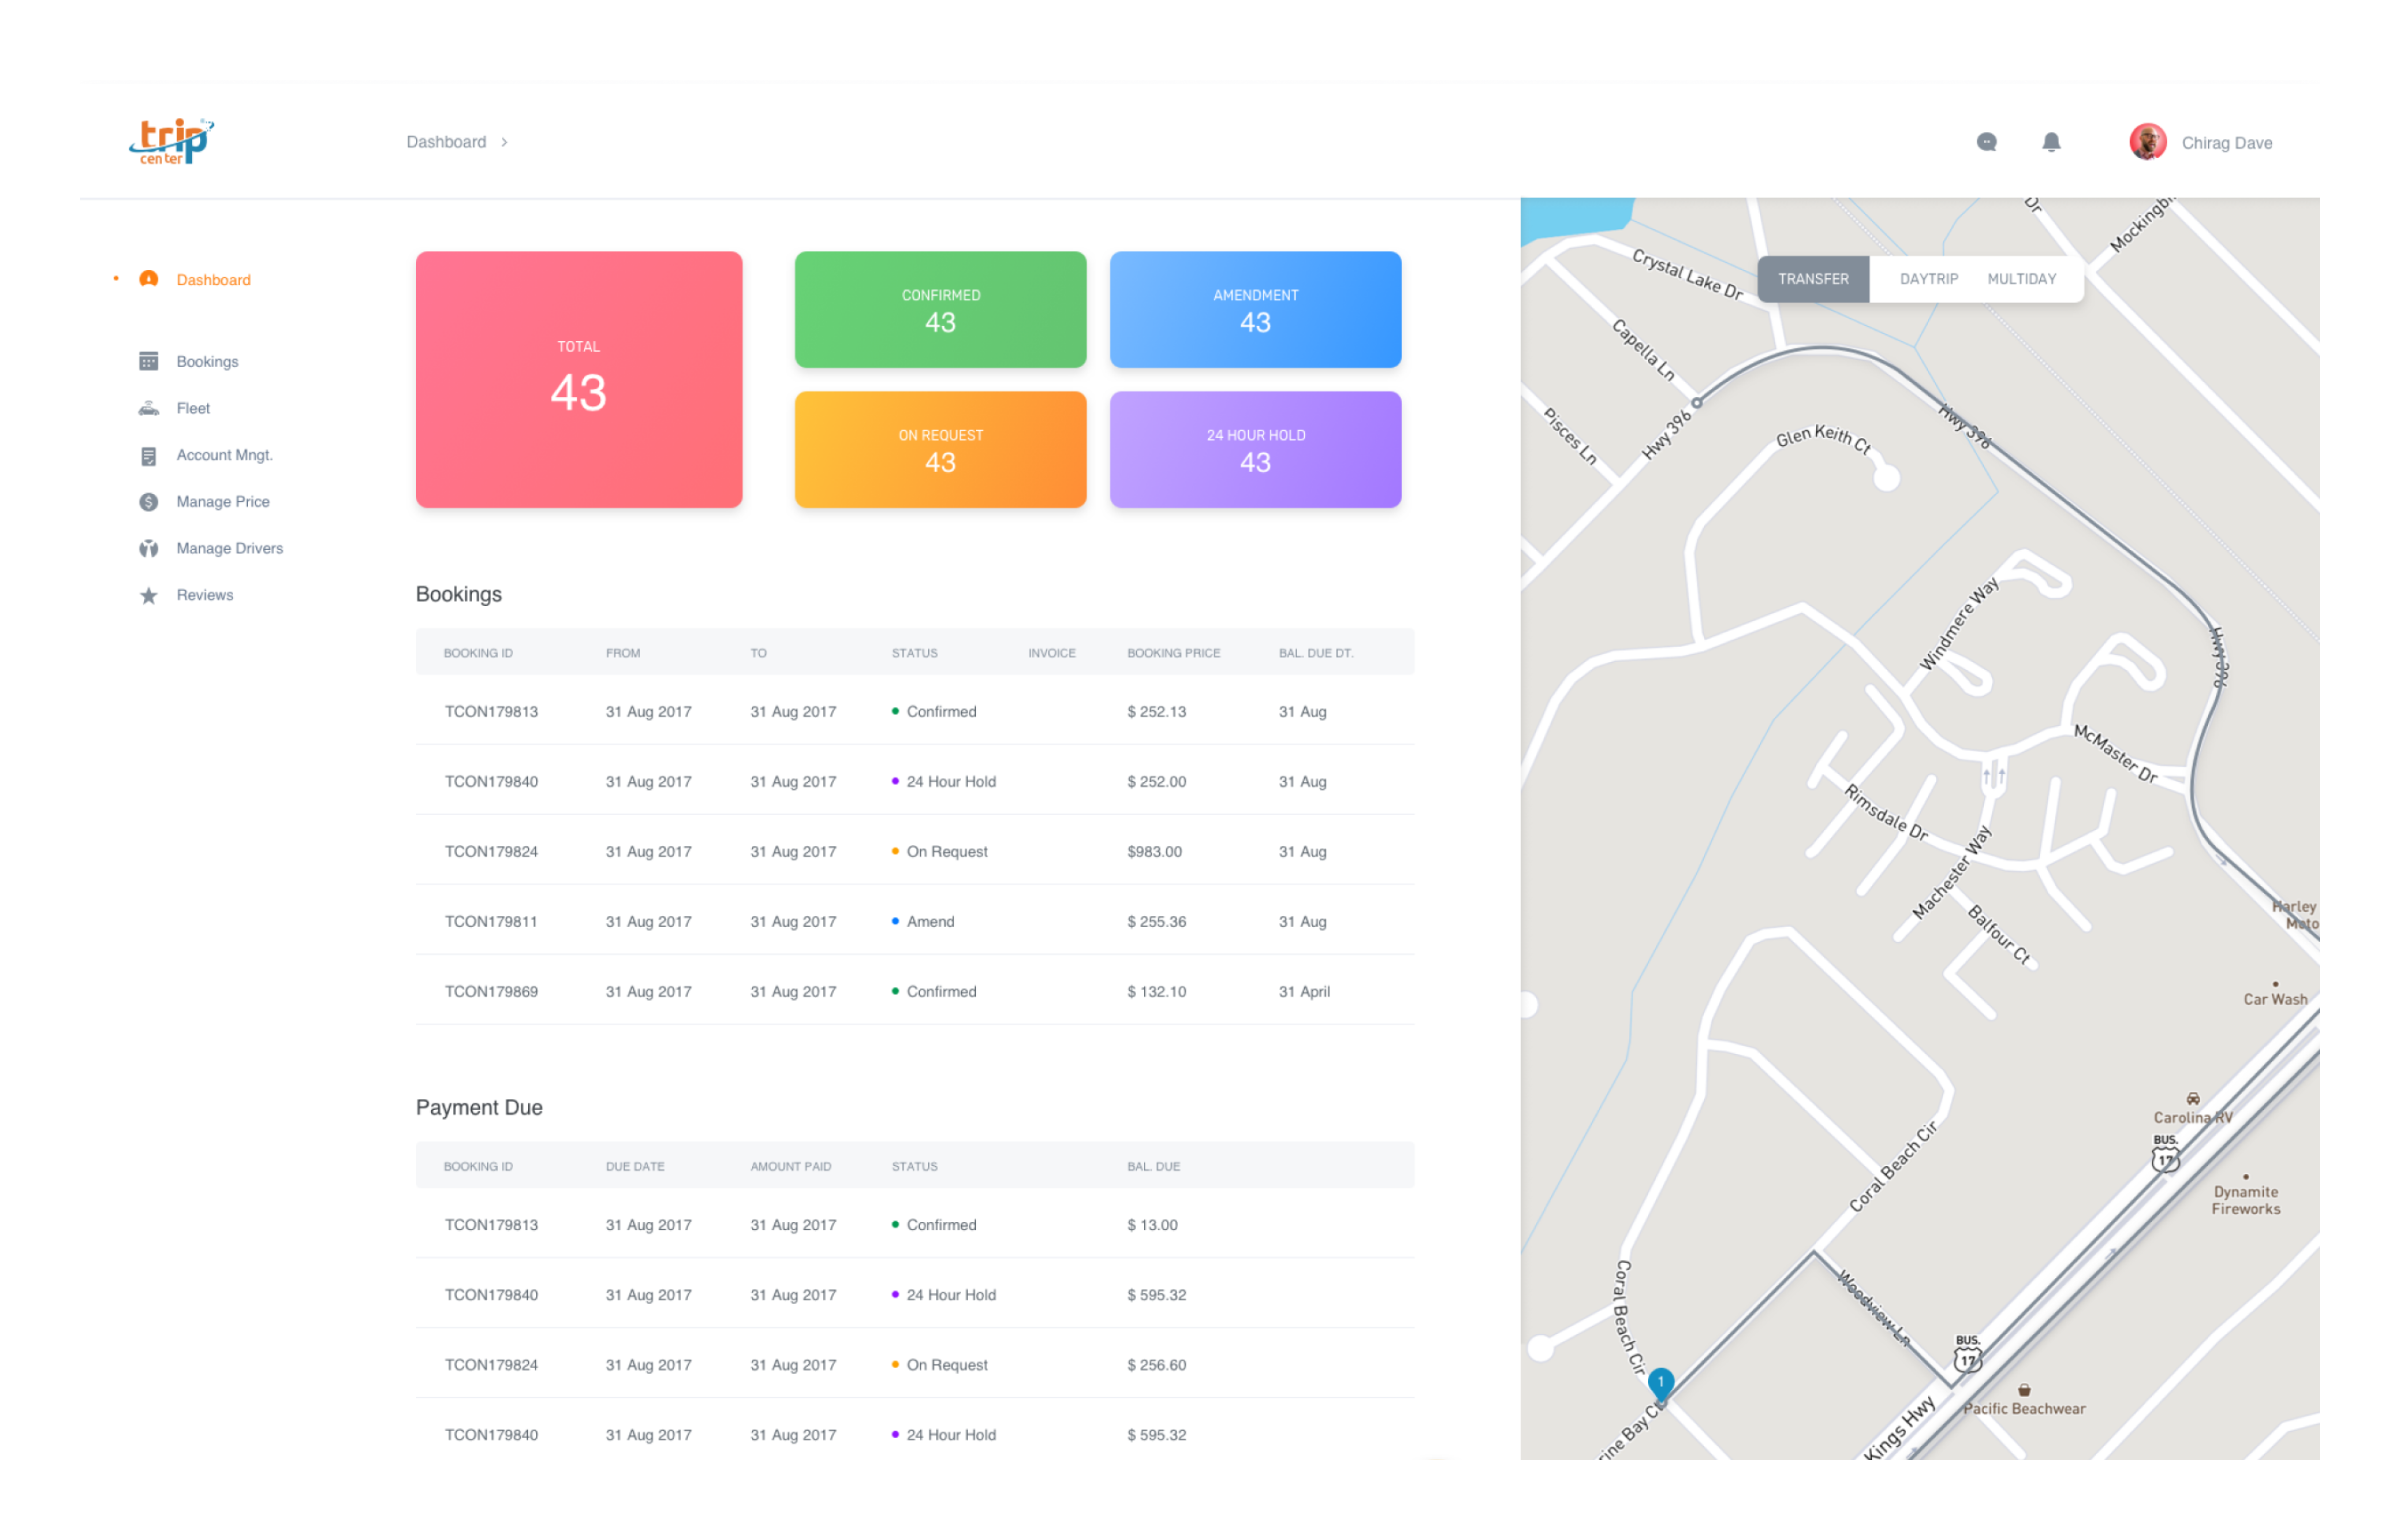 trip
center
Dashboard >
Chirag Dave
Dashboard
Bookings
Fleet
Account Mngt.
Manage Price
Manage Drivers
Reviews
TOTAL
43
CONFIRMED
43
AMENDMENT
43
ON REQUEST
43
24 HOUR HOLD
43
Bookings
BOOKING ID FROM TO STATUS INVOICE BOOKING PRICE BAL. DUE DT.
TCON179813 31 Aug 2017 31 Aug 2017 Confirmed $ 252.13 31 Aug
TCON179840 31 Aug 2017 31 Aug 2017 24 Hour Hold $ 252.00 31 Aug
TCON179824 31 Aug 2017 31 Aug 2017 On Request $983.00 31 Aug
TCON179811 31 Aug 2017 31 Aug 2017 Amend $ 255.36 31 Aug
TCON179869 31 Aug 2017 31 Aug 2017 Confirmed $ 132.10 31 April
Payment Due
BOOKING ID DUE DATE AMOUNT PAID STATUS BAL. DUE
TCON179813 31 Aug 2017 31 Aug 2017 Confirmed $ 13.00
TCON179840 31 Aug 2017 31 Aug 2017 24 Hour Hold $ 595.32
TCON179824 31 Aug 2017 31 Aug 2017 On Request $ 256.60
TCON179840 31 Aug 2017 31 Aug 2017 24 Hour Hold $ 595.32
TRANSFER DAYTRIP MULTIDAY
Dr
Mockingbi
Crystal Lake Dr
Capella Ln
Pisces Ln
Hwy 396
Glen Keith Ct
Hwy 396
Windmere Way
Hwy 396
McMaster Dr
Rimsdale Dr
Machester Way
Balfour Ct
Harley
Moto
Car Wash
Carolina RV
BUS.
17
Coral Beach Cir
Dynamite
Fireworks
Coral Beach Cir
Woodview Ln
BUS.
17
1
Pacific Beachwear
rine Bay Ct
Kings Hwy